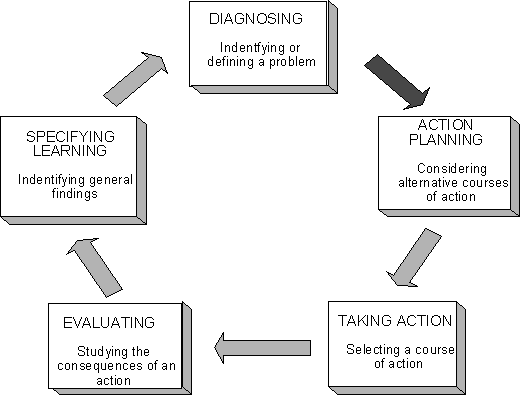 DIAGNOSING
Indentfying or
defining a problem
ACTION
PLANNING
Considering
alternative courses
of action
TAKING ACTION
Selecting a course
of action
EVALUATING
Studying the
consequences of an
action
SPECIFYING
LEARNING
Indentifying general
findings